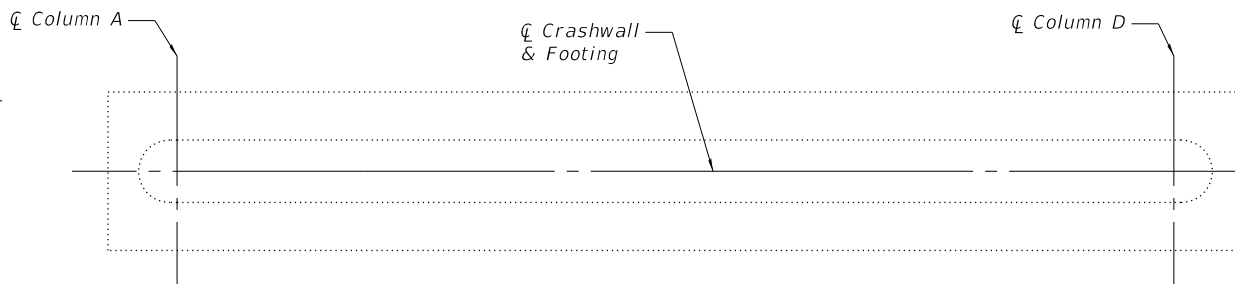 ℄ Column A
℄ Crashwall
& Footing
℄ Column D